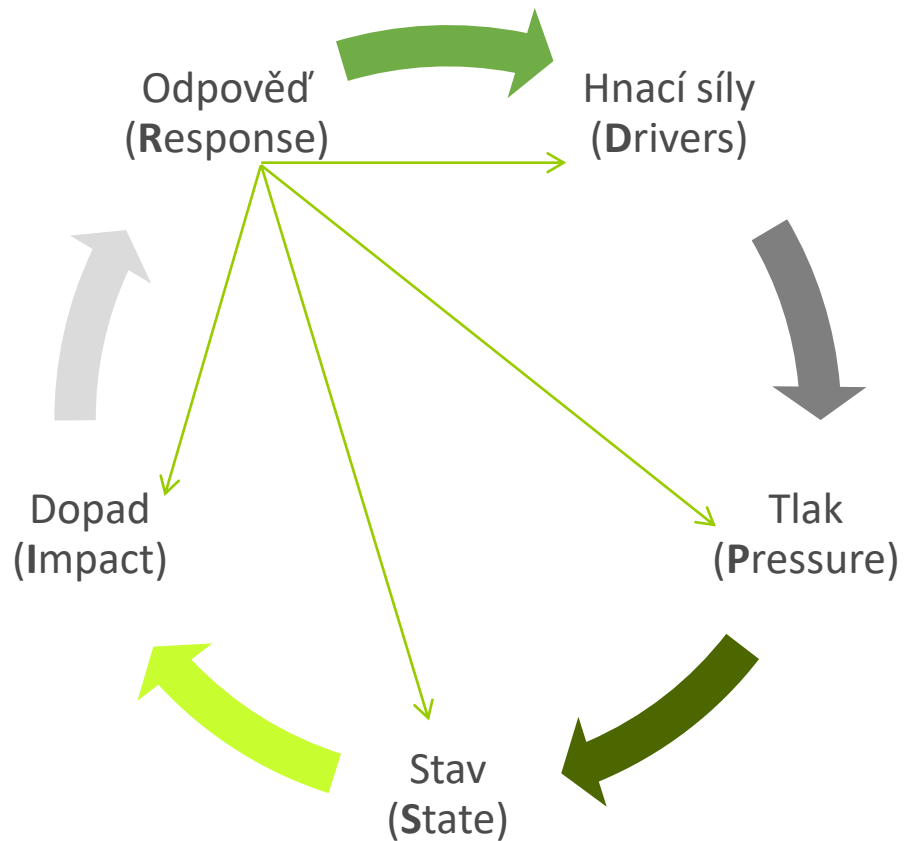 Odpověď
(Response)
Hnací síly
(Drivers)
Tlak
(Pressure)
Stav
(State)
Dopad
(Impact)